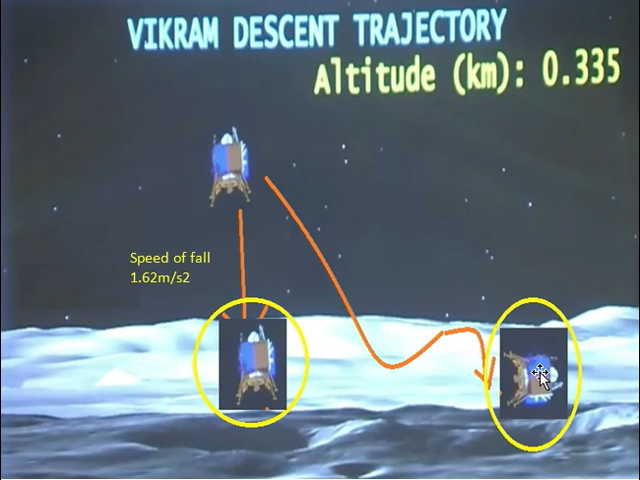 VIKRAM DESCENT TRAJECTORY
Altitude (km): 0.335
Speed of fall
1.62m/s2